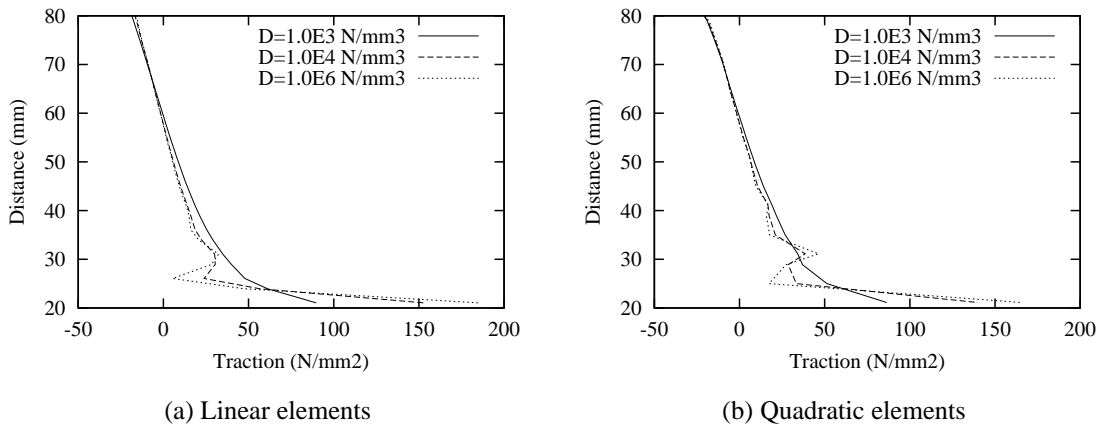 80
70
60
50
40
30
20
-50 0 50 100 150 200
Distance (mm)
Traction (N/mm2)
D=1.0E3 N/mm3
D=1.0E4 N/mm3
D=1.0E6 N/mm3
(a) Linear elements
80
70
60
50
40
30
20
-50 0 50 100 150 200
Distance (mm)
Traction (N/mm2)
D=1.0E3 N/mm3
D=1.0E4 N/mm3
D=1.0E6 N/mm3
(b) Quadratic elements